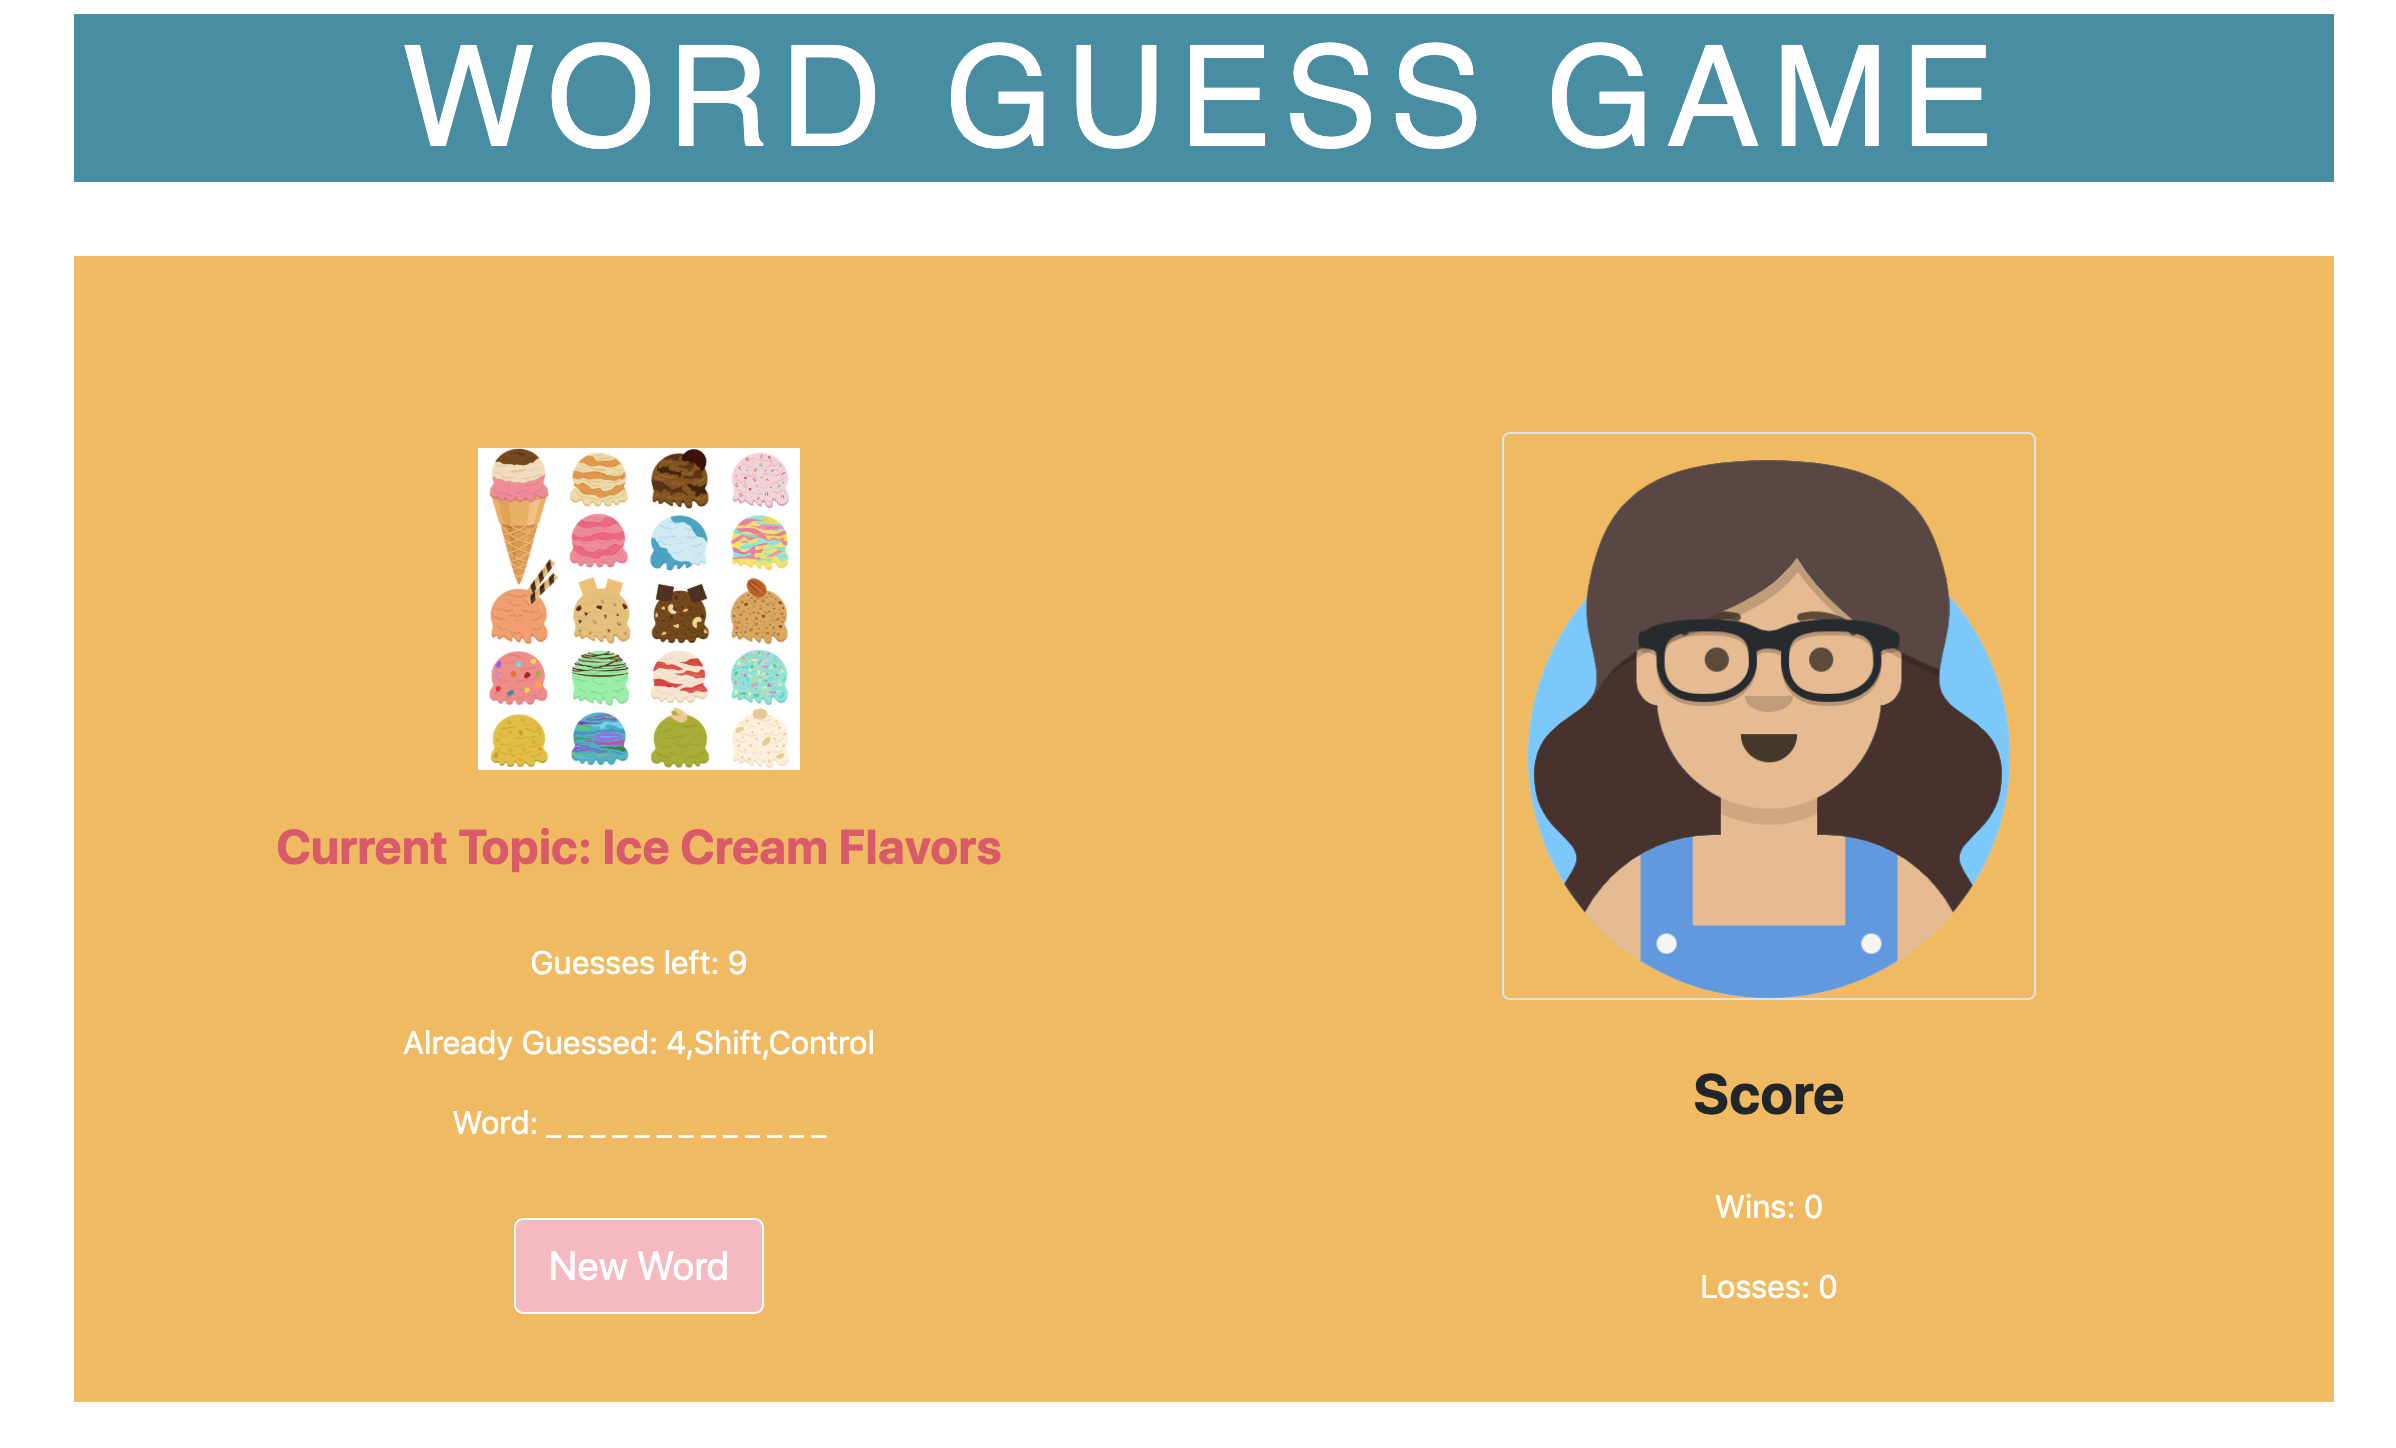 WORD GUESS GAME
Current Topic: Ice Cream Flavors
Guesses left: 9
Already Guessed: 4,Shift,Control
Word: _ _ _ _ _ _ _ _ _ _ _ _ _
New Word
Score
Wins: 0
Losses: 0